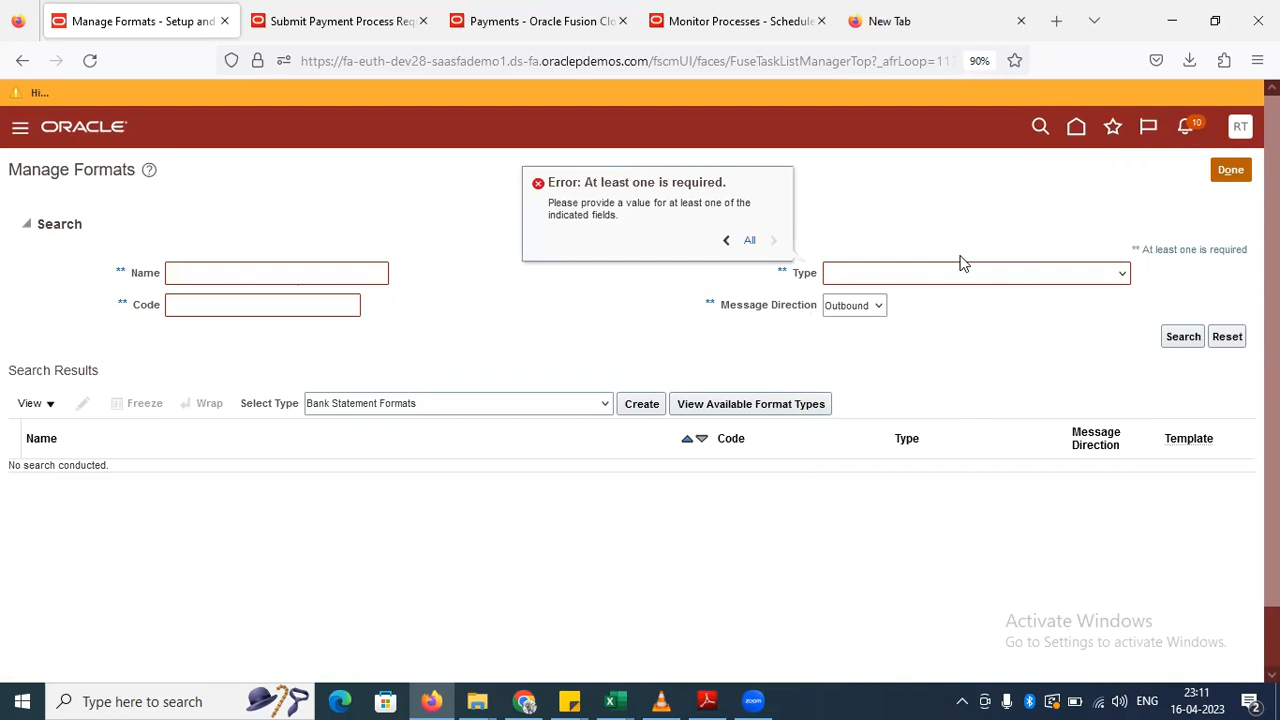 Manage Formats - Setup and
Submit Payment Process Req
Payments - Oracle Fusion Clo
Monitor Processes - Schedule
New Tab
https://fa-euth-dev28-saasfademo1.ds-fa.oraclepdemos.com/fscmUI/faces/FuseTaskListManagerTop?_afrLoop=11
90%
Hi...
ORACLE
10
RT
Manage Formats
Done
Error: At least one is required.
Please provide a value for at least one of the
indicated fields.
All
Search
** At least one is required
** Name
** Type
** Code
** Message Direction Outbound
Search Reset
Search Results
View Freeze Wrap Select Type Bank Statement Formats Create View Available Format Types
Name Code Type Message Direction Template
No search conducted.
Activate Windows
Go to Settings to activate Windows.
Type here to search
zoom
ENG
23:11
16-04-2023
2